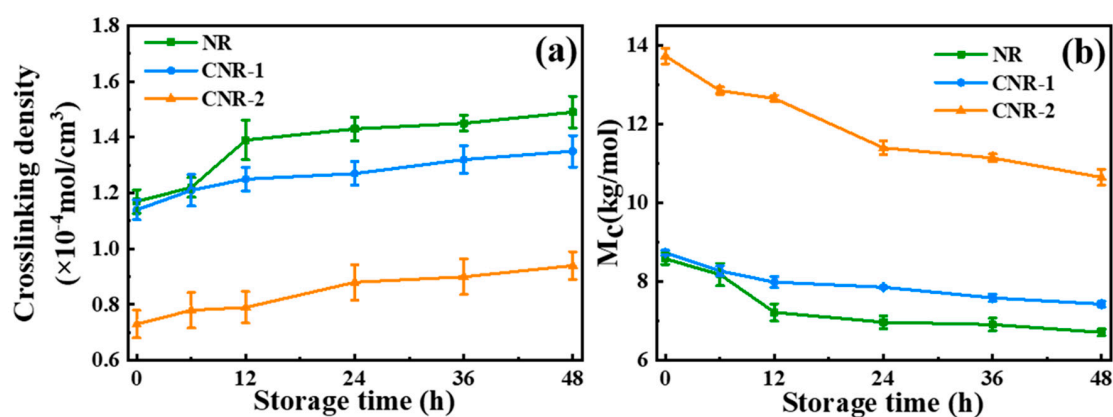 (a)
NR
CNR-1
CNR-2
Crosslinking density
(×10⁻⁴mol/cm³)
1.6
1.4
1.2
1.0
0.8
0.6
0 12 24 36 48
Storage time (h)
(b)
NR
CNR-1
CNR-2
Mc(kg/mol)
14
12
10
8
6
0 12 24 36 48
Storage time (h)